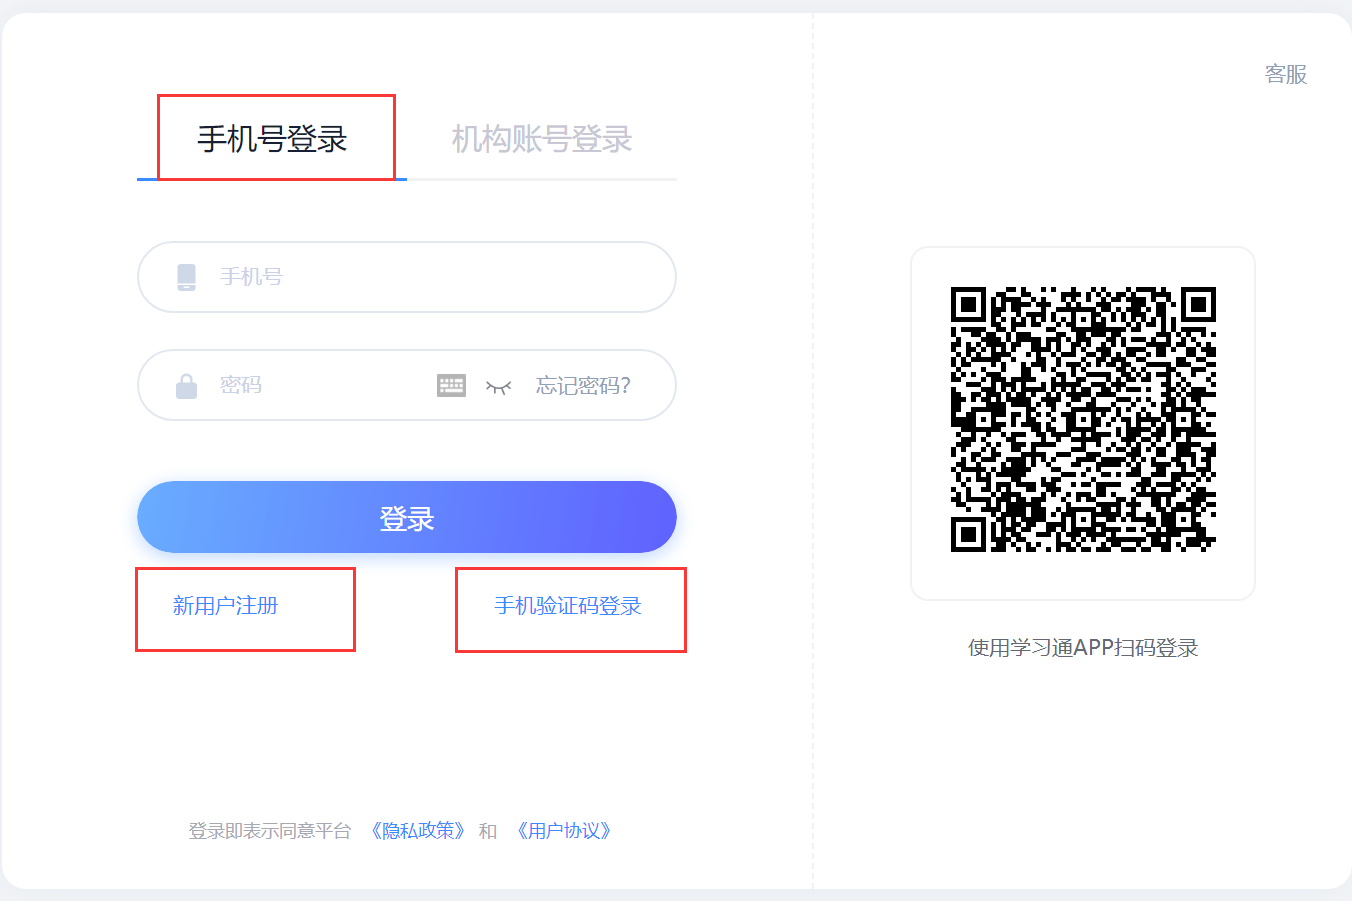 客服
手机号登录 机构账号登录
手机号
密码 忘记密码?
登录
新用户注册 手机验证码登录
使用学习通APP扫码登录
登录即表示同意平台 《隐私政策》 和 《用户协议》